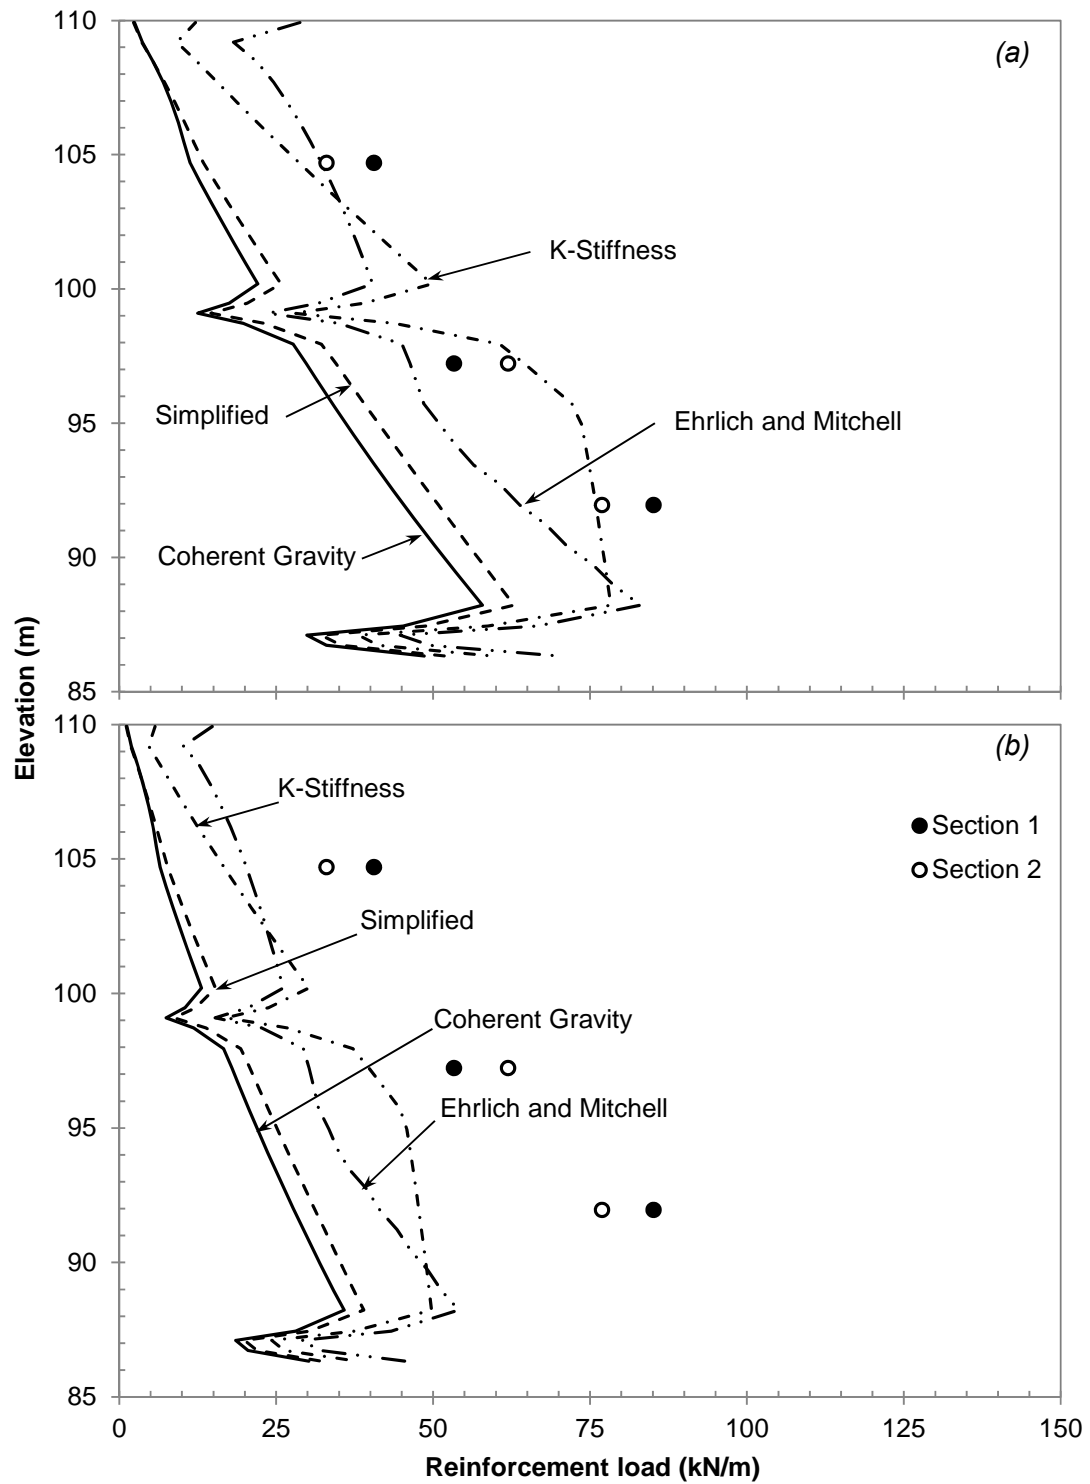 110
(a)
105
K-Stiffness
100
Simplified
95
Ehrlich and Mitchell
90
Coherent Gravity
85
Elevation (m)
110
(b)
K-Stiffness
Section 1
105
Section 2
Simplified
100
Coherent Gravity
95
Ehrlich and Mitchell
90
85
0 25 50 75 100 125 150
Reinforcement load (kN/m)